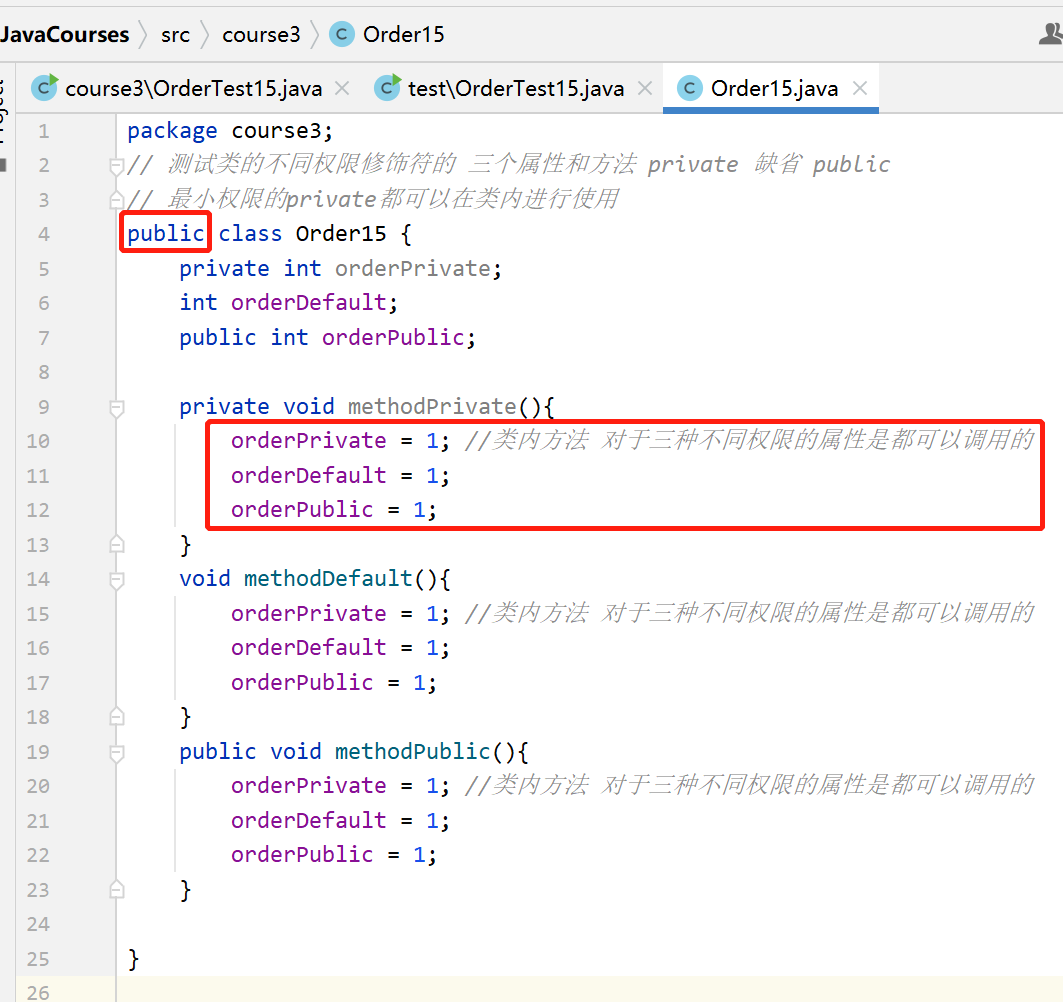 JavaCourses src course3 C Order15
course3\OrderTest15.java test\OrderTest15.java Order15.java
1 package course3;
2 // 测试类的不同权限修饰符的 三个属性和方法 private 缺省 public
3 // 最小权限的private都可以在类内进行使用
4 public class Order15 {
5 private int orderPrivate;
6 int orderDefault;
7 public int orderPublic;
8
9 private void methodPrivate(){
10 orderPrivate = 1; //类内方法 对于三种不同权限的属性是都可以调用的
11 orderDefault = 1;
12 orderPublic = 1;
13 }
14 void methodDefault(){
15 orderPrivate = 1; //类内方法 对于三种不同权限的属性是都可以调用的
16 orderDefault = 1;
17 orderPublic = 1;
18 }
19 public void methodPublic(){
20 orderPrivate = 1; //类内方法 对于三种不同权限的属性是都可以调用的
21 orderDefault = 1;
22 orderPublic = 1;
23 }
24
25 }
26